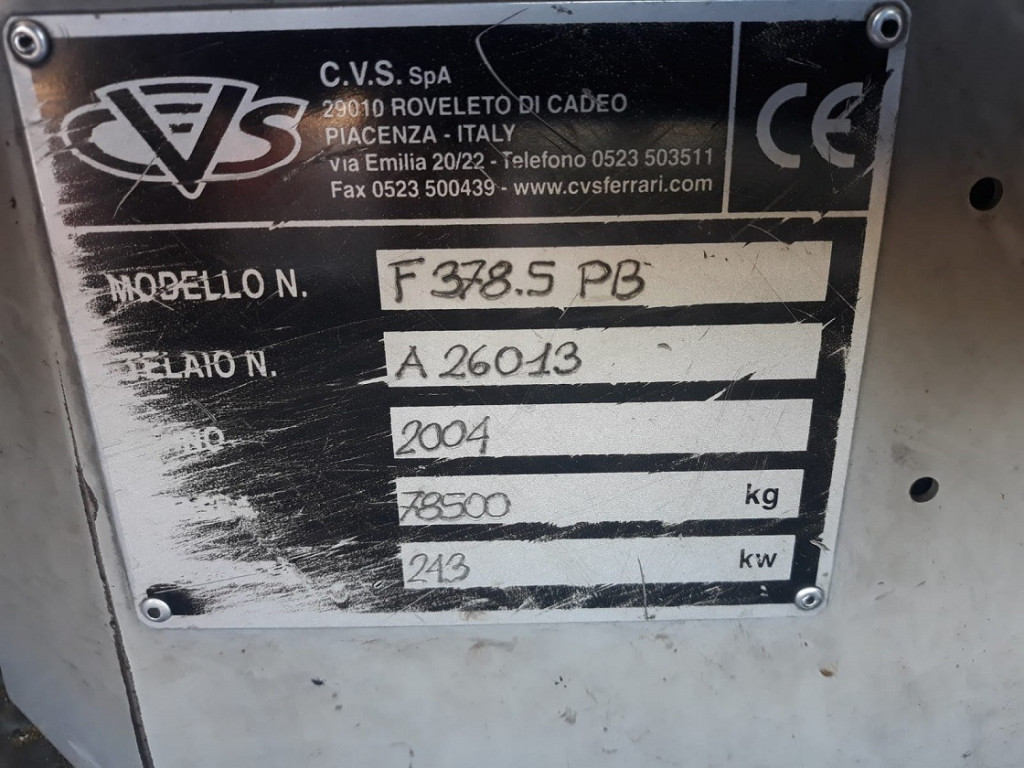 CVS
C.V.S. SpA
29010 ROVELETO DI CADEO
PIACENZA - ITALY
via Emilia 20/22 - Telefono 0523 503511
Fax 0523 500439 - www.cvsferrari.com
CE
MODELLO N. F 378.5 PB
TELAIO N. A 26013
2004
78500 kg
243 kw